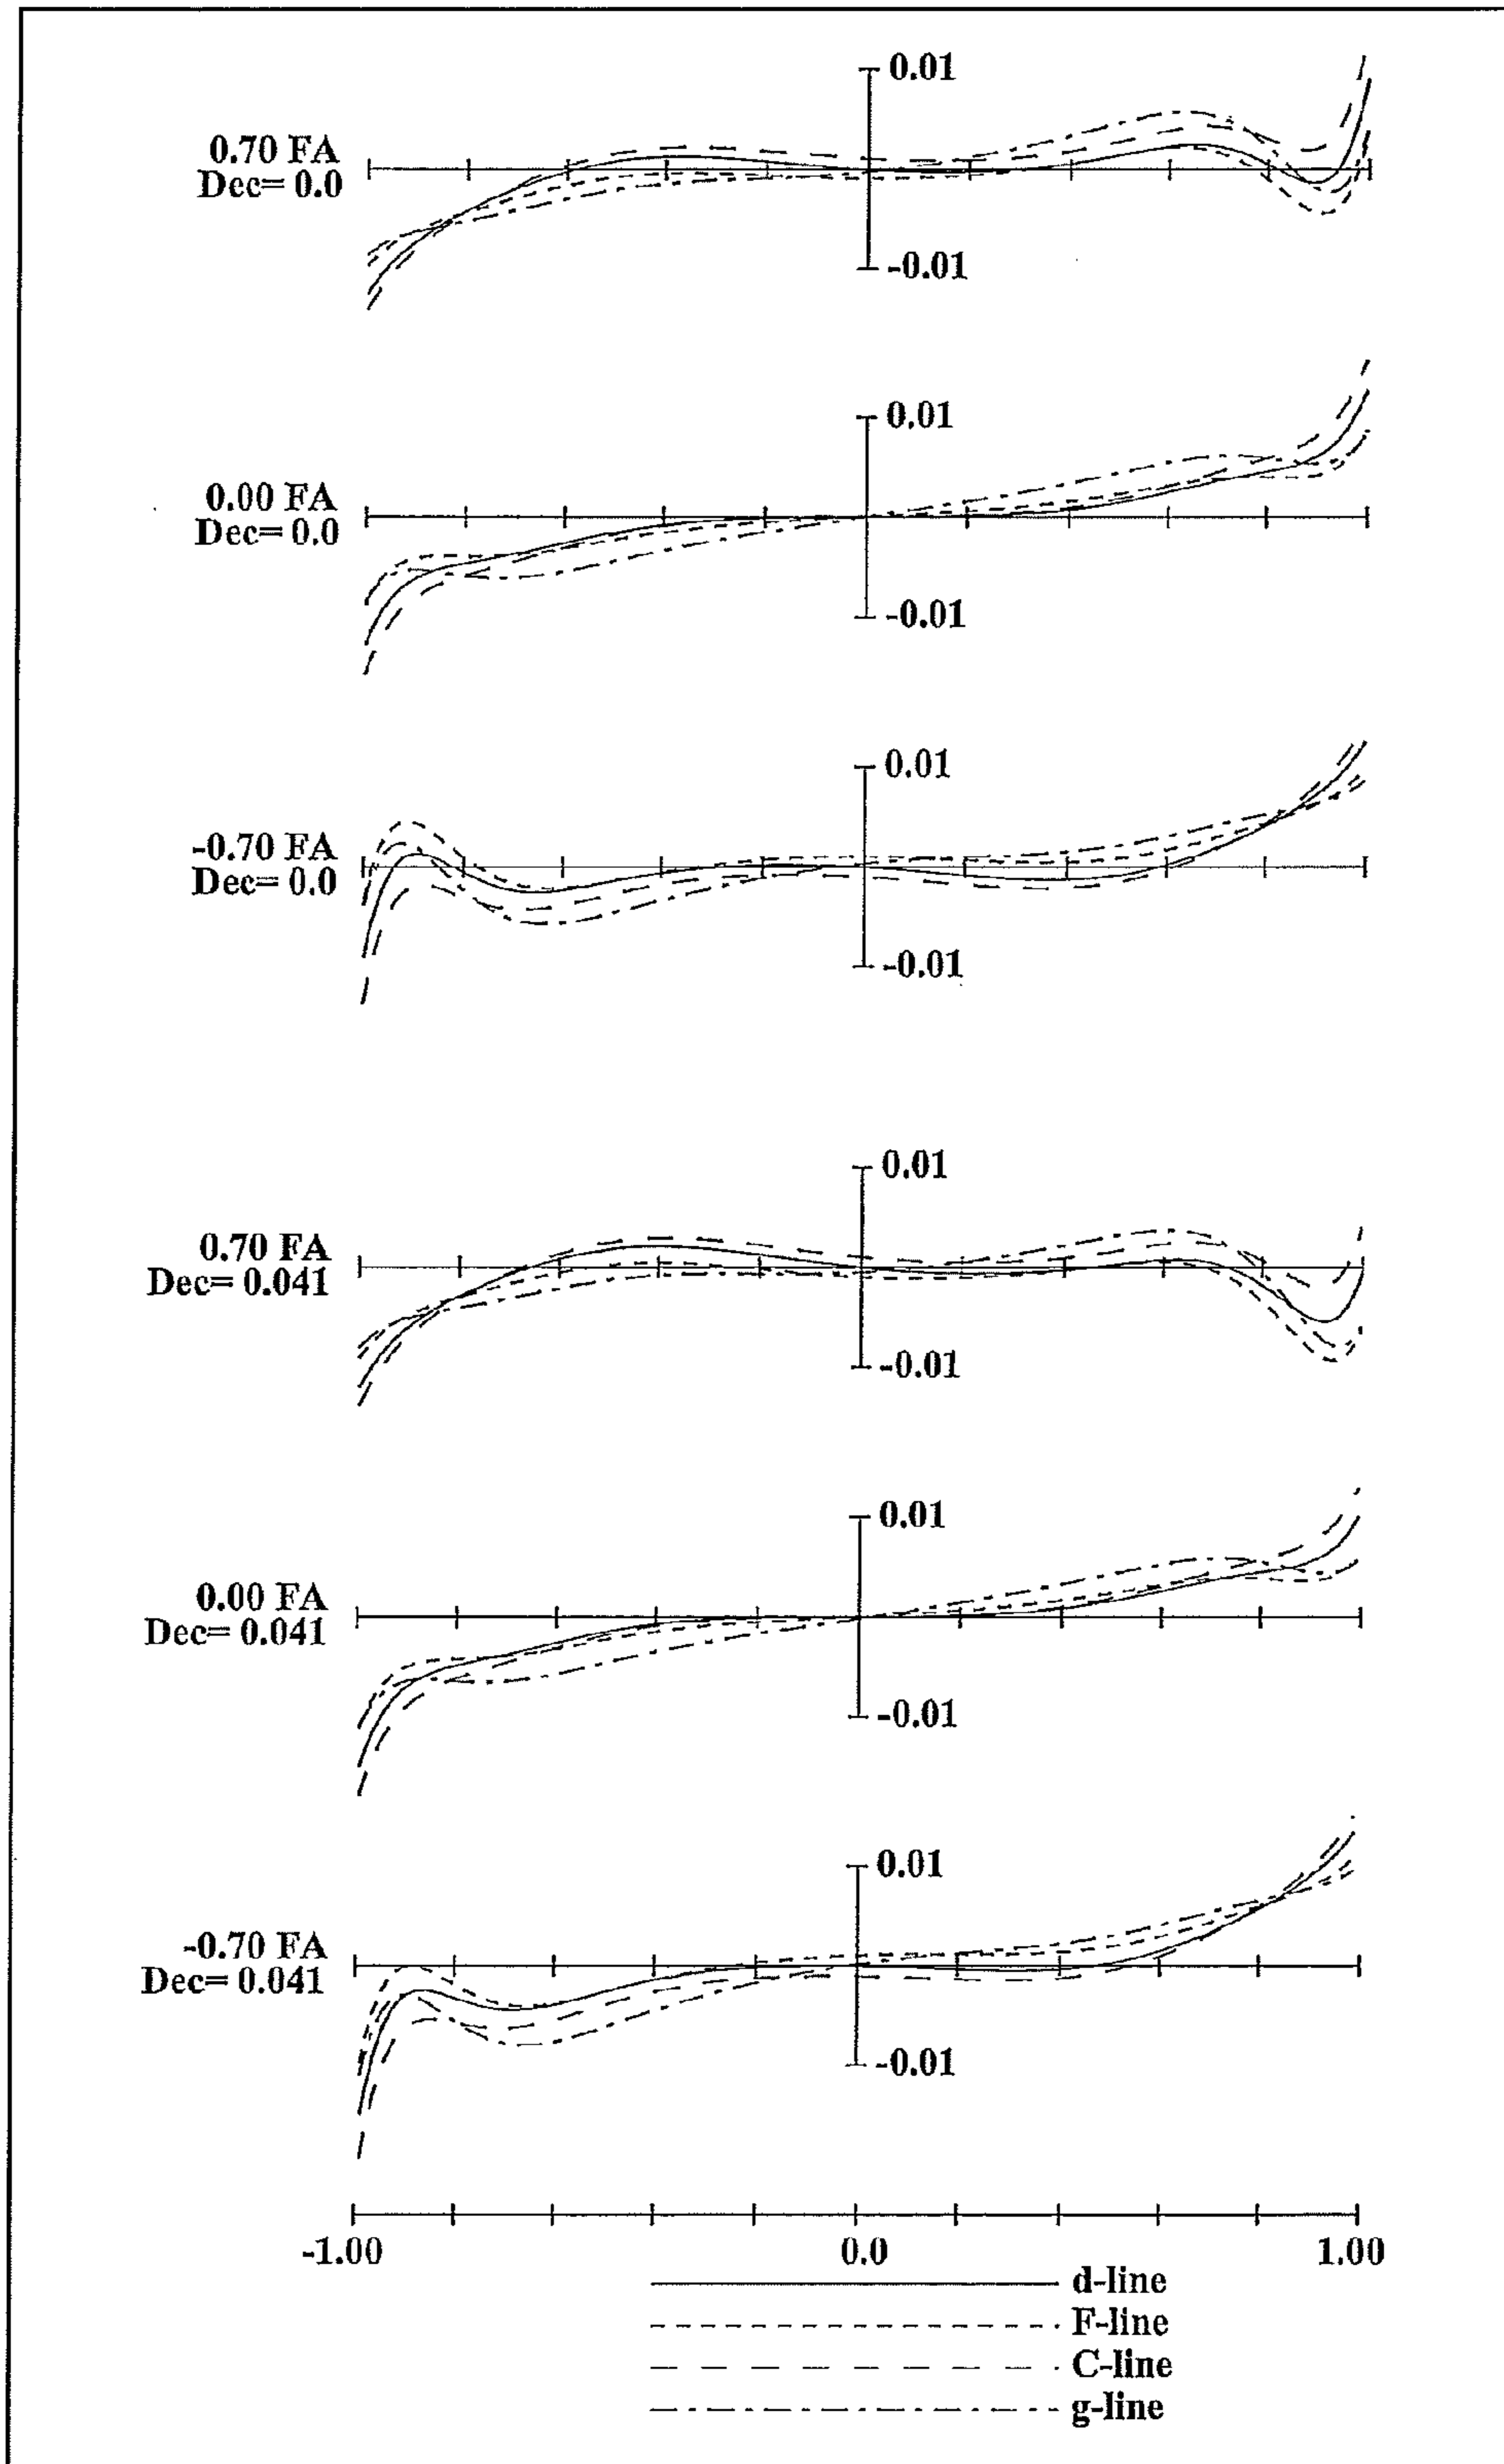 0.01
0.70 FA
Dec= 0.0
-0.01
0.01
0.00 FA
Dec= 0.0
-0.01
0.01
-0.70 FA
Dec= 0.0
-0.01
0.01
0.70 FA
Dec= 0.041
-0.01
0.01
0.00 FA
Dec= 0.041
-0.01
0.01
-0.70 FA
Dec= 0.041
-0.01
-1.00 0.0 1.00
d-line
F-line
C-line
g-line